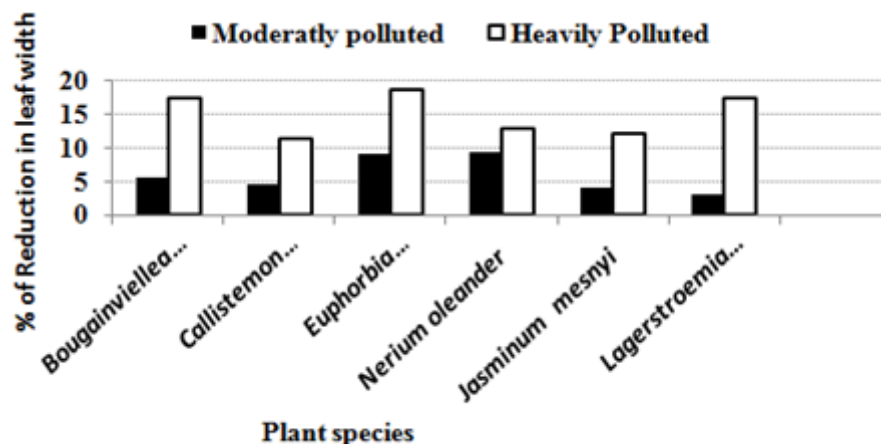 Moderatly polluted Heavily Polluted
% of Reduction in leaf width
20
15
10
5
0
Bougainviellea...
Callistemon...
Euphorbia...
Nerium oleander
Jasminum mesnyi
Lagerstroemia...
Plant species